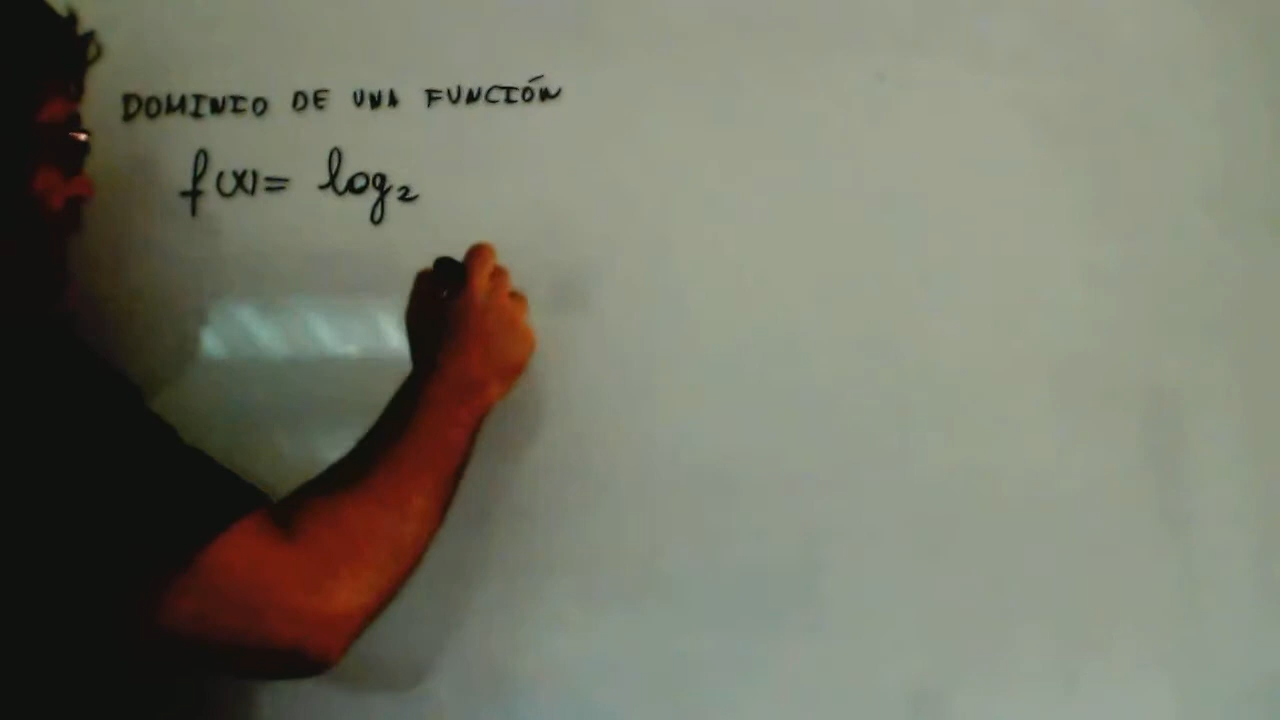 DOMINIO DE UNA FUNCIÓN
f(x)= log₂